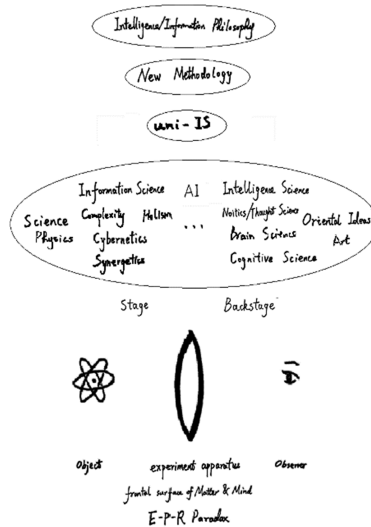 Intelligence/Information Philosophy
New Methodology
uni-IS
Information Science AI Intelligence Science
Science Complexity Holism ... Noitics/Thought Science Oriental Ideas
Physics Cybernetics Brain Science Art
Synergetics Cognitive Science
Stage Backstage
Object experiment apparatus Observer
frontal surface of Matter & Mind
E-P-R Paradox